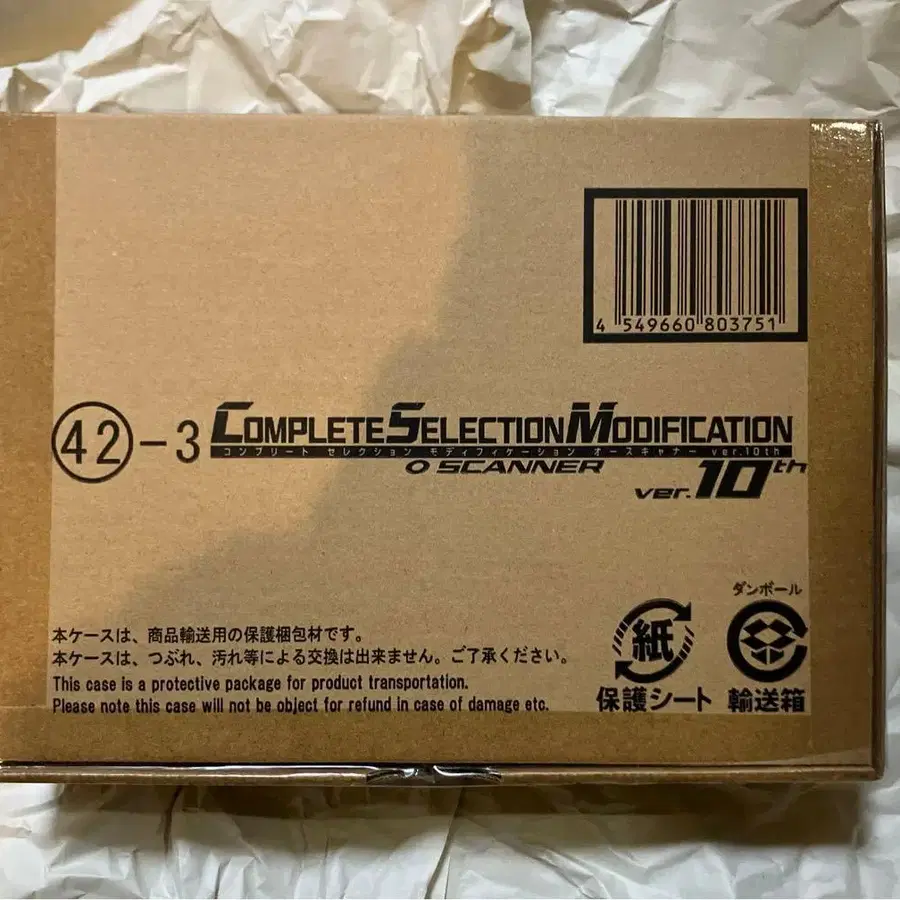 4 549660 803751
42-3 COMPLETE SELECTION MODIFICATION
コンプリート セレクション モディフィケーション オースキャナー ver.10th
O SCANNER
ver.10th
本ケースは、商品輸送用の保護梱包材です。
本ケースは、つぶれ、汚れ等による交換は出来ません。ご了承ください。
This case is a protective package for product transportation.
Please note this case will not be object for refund in case of damage etc.
紙
保護シート
ダンボール
輸送箱